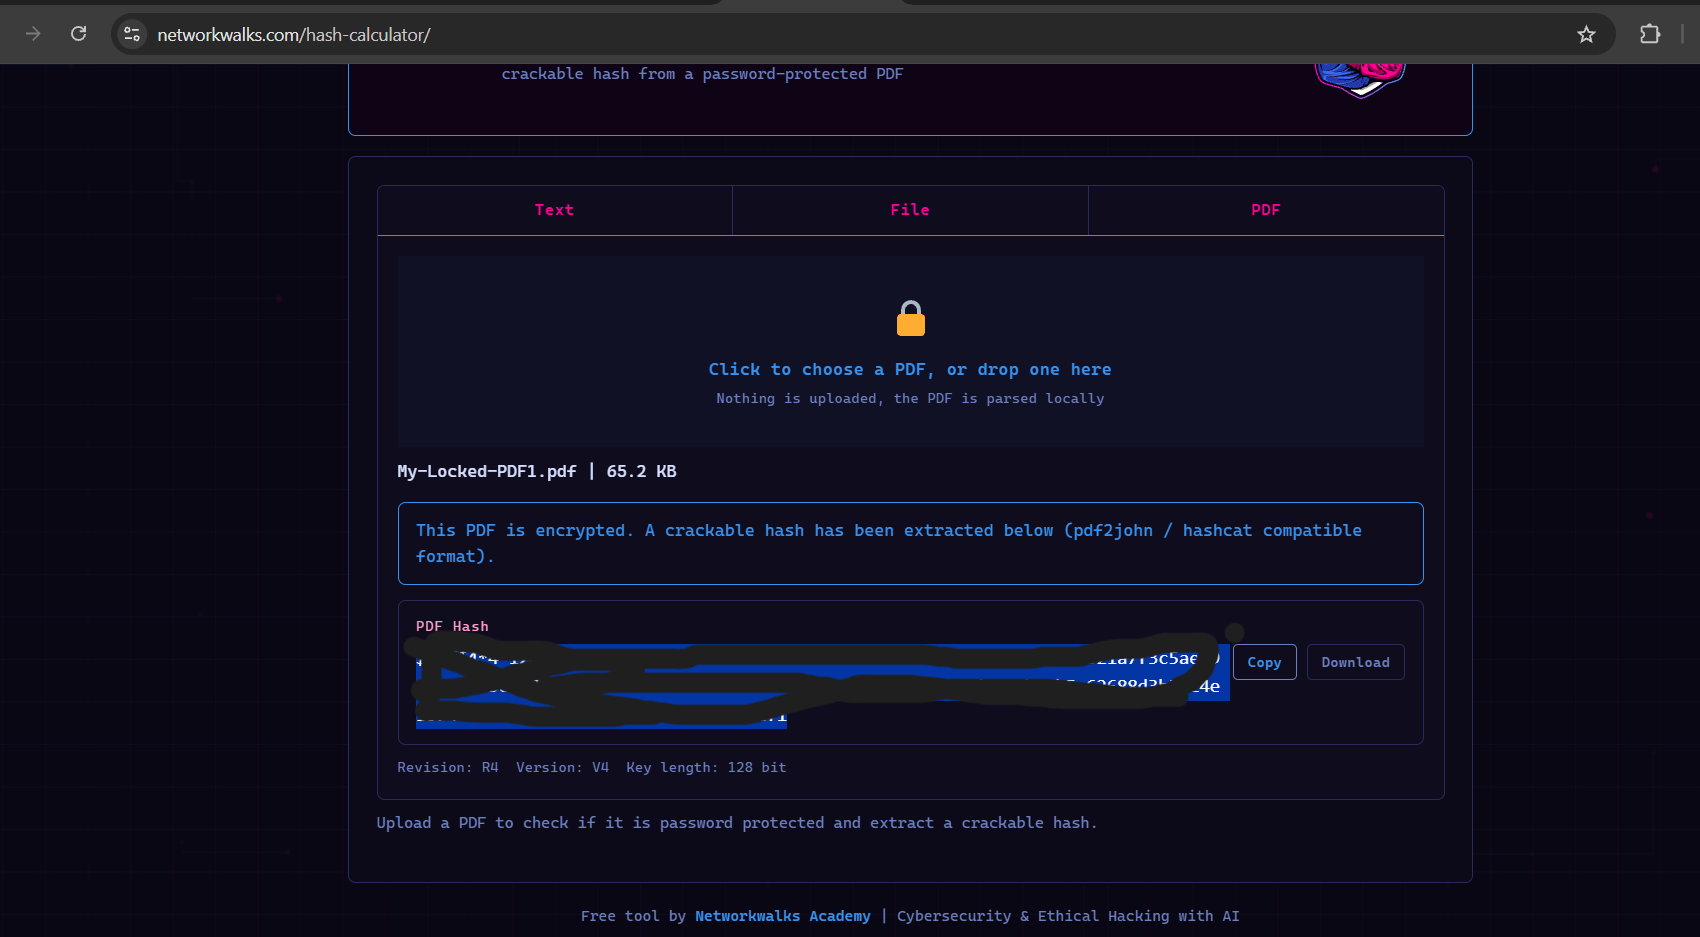 networkwalks.com/hash-calculator/
crackable hash from a password-protected PDF
Text File PDF
Click to choose a PDF, or drop one here
Nothing is uploaded, the PDF is parsed locally
My-Locked-PDF1.pdf | 65.2 KB
This PDF is encrypted. A crackable hash has been extracted below (pdf2john / hashcat compatible
format).
PDF Hash
Copy Download
Revision: R4 Version: V4 Key length: 128 bit
Upload a PDF to check if it is password protected and extract a crackable hash.
Free tool by Networkwalks Academy | Cybersecurity & Ethical Hacking with AI